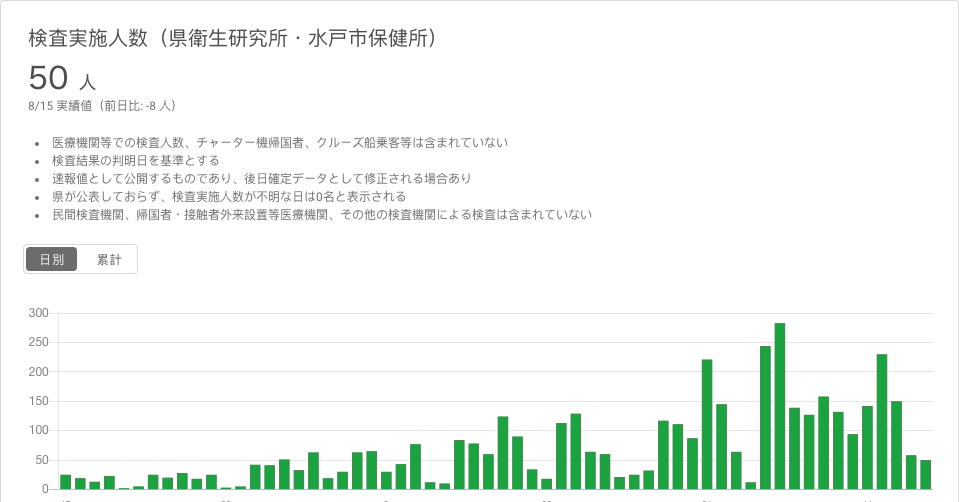 検査実施人数（県衛生研究所・水戸市保健所）
50 人
8/15 実績値（前日比: -8 人）
医療機関等での検査人数、チャーター機帰国者、クルーズ船乗客等は含まれていない
検査結果の判明日を基準とする
速報値として公開するものであり、後日確定データとして修正される場合あり
県が公表しておらず、検査実施人数が不明な日は0名と表示される
民間検査機関、帰国者・接触者外来設置等医療機関、その他の検査機関による検査は含まれていない
日別 累計
300
250
200
150
100
50
0